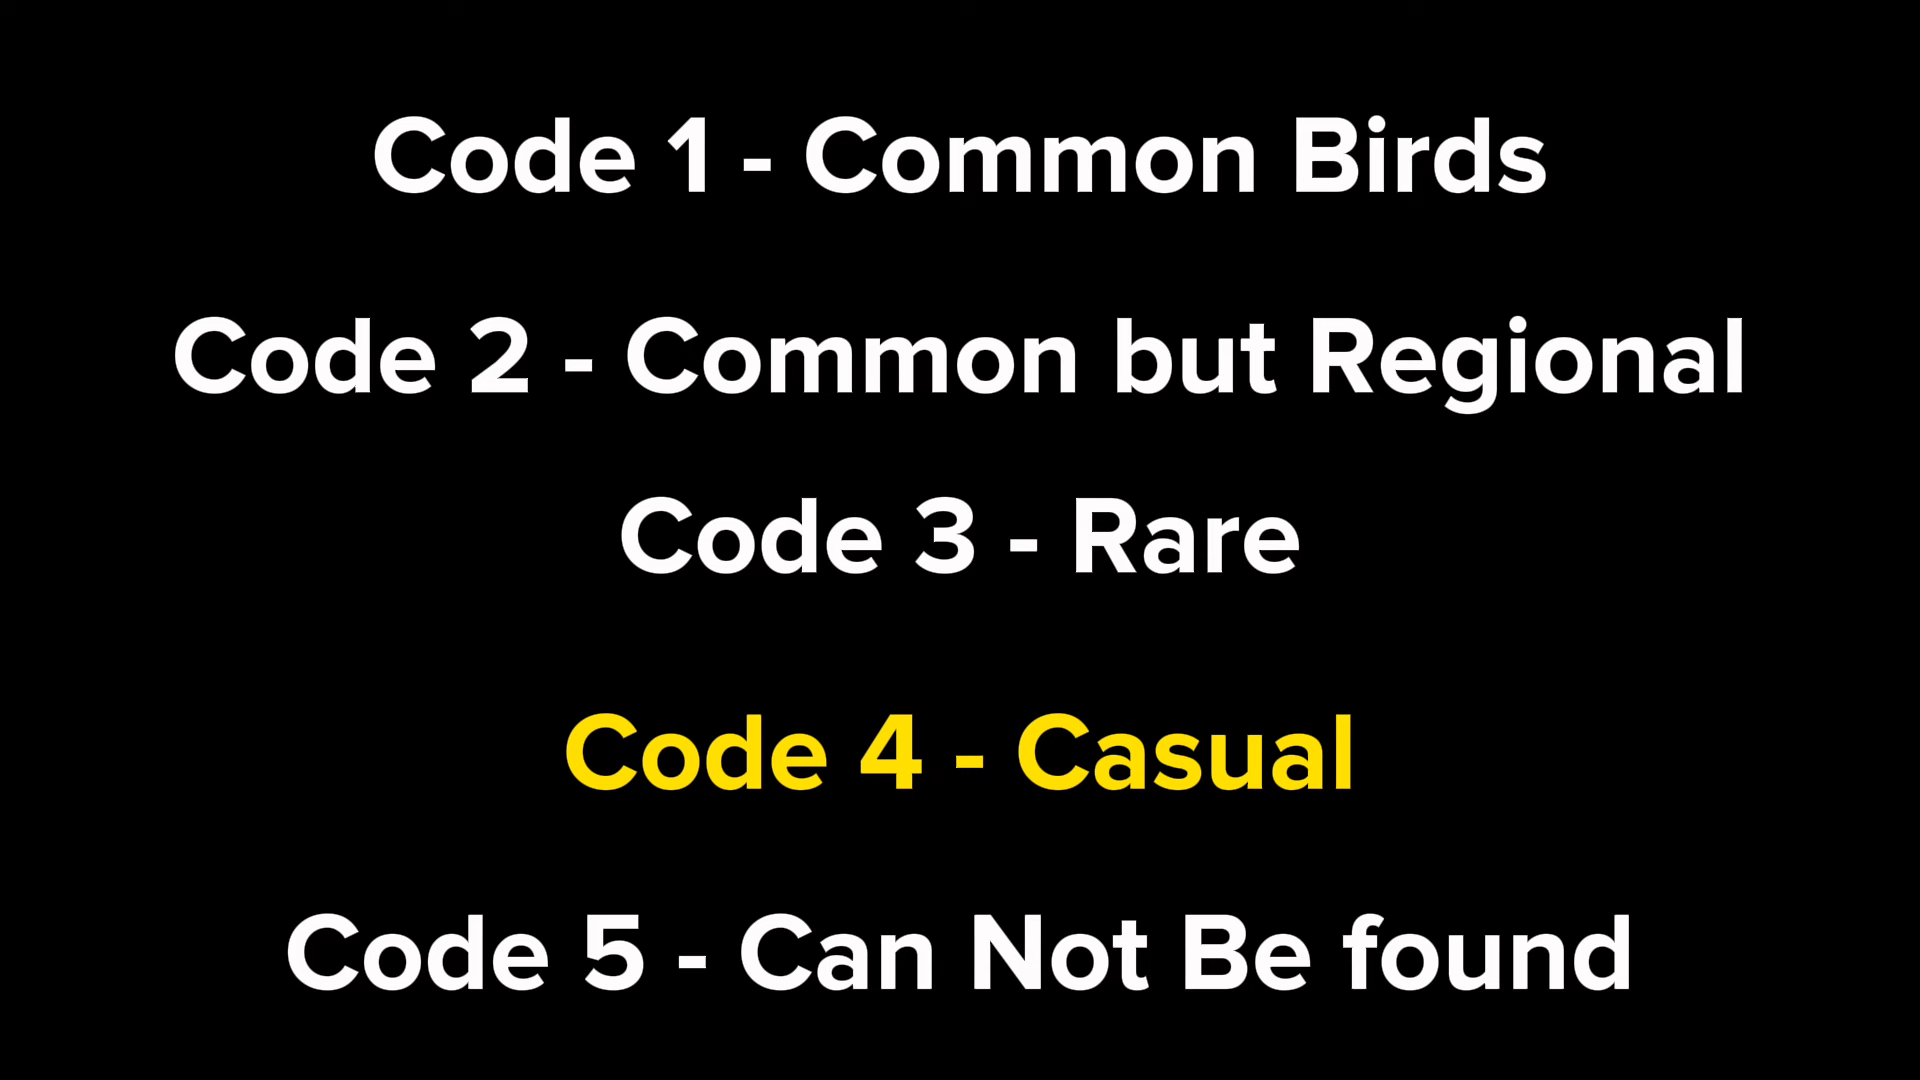 Code 1 - Common Birds
Code 2 - Common but Regional
Code 3 - Rare
Code 4 - Casual
Code 5 - Can Not Be found